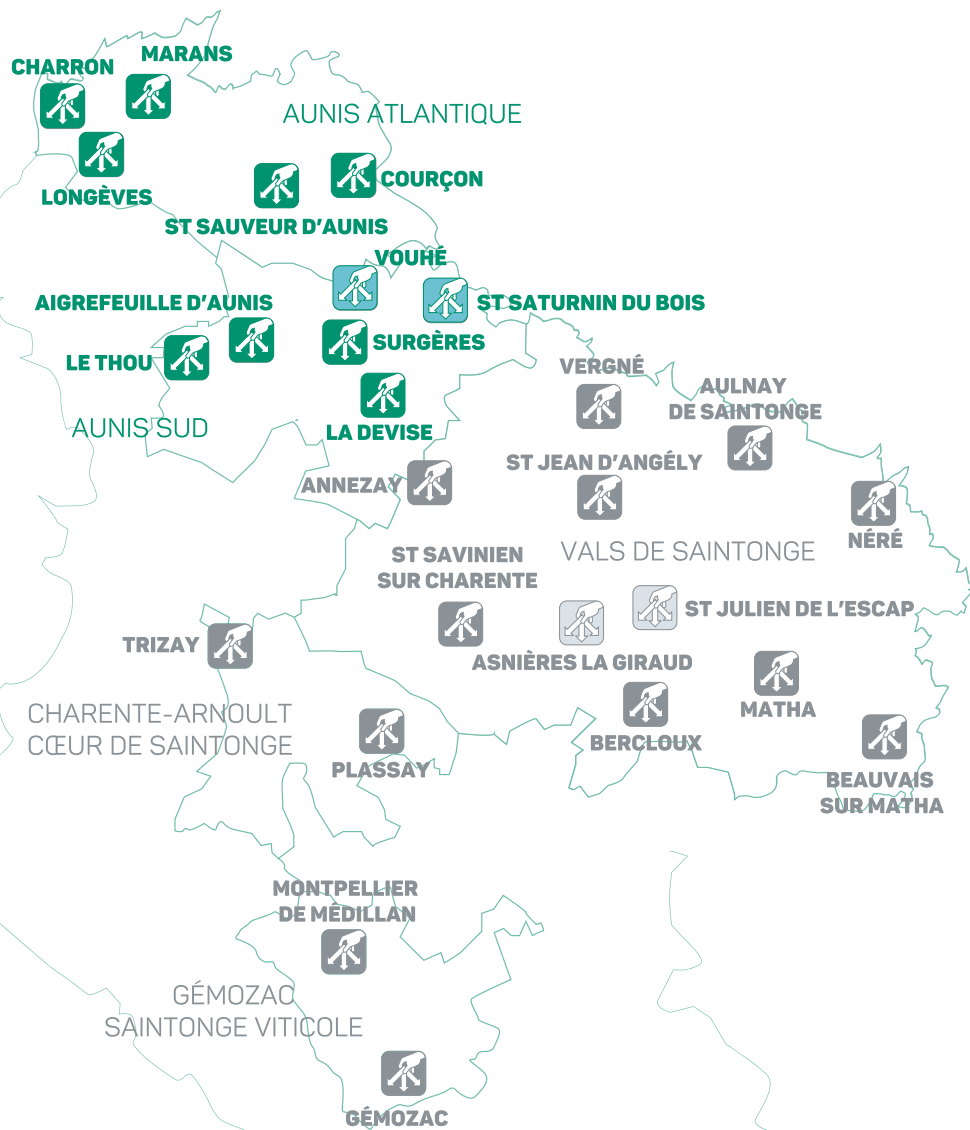 MARANS
CHARRON
AUNIS ATLANTIQUE
COURÇON
LONGÈVES
ST SAUVEUR D’AUNIS
VOUHÉ
AIGREFEUILLE D’AUNIS
ST SATURNIN DU BOIS
SURGÈRES
LE THOU
VERGNÉ
AULNAY
DE SAINTONGE
AUNIS SUD
LA DEVISE
ST JEAN D’ANGÉLY
ANNEZAY
NÉRÉ
VALS DE SAINTONGE
ST SAVINIEN
SUR CHARENTE
ST JULIEN DE L’ESCAP
TRIZAY
ASNIÈRES LA GIRAUD
MATHA
CHARENTE-ARNOULT
CŒUR DE SAINTONGE
BERCLOUX
PLASSAY
BEAUVAIS
SUR MATHA
MONTPELLIER
DE MÉDILLAN
GÉMOZAC
SAINTONGE VITICOLE
GÉMOZAC